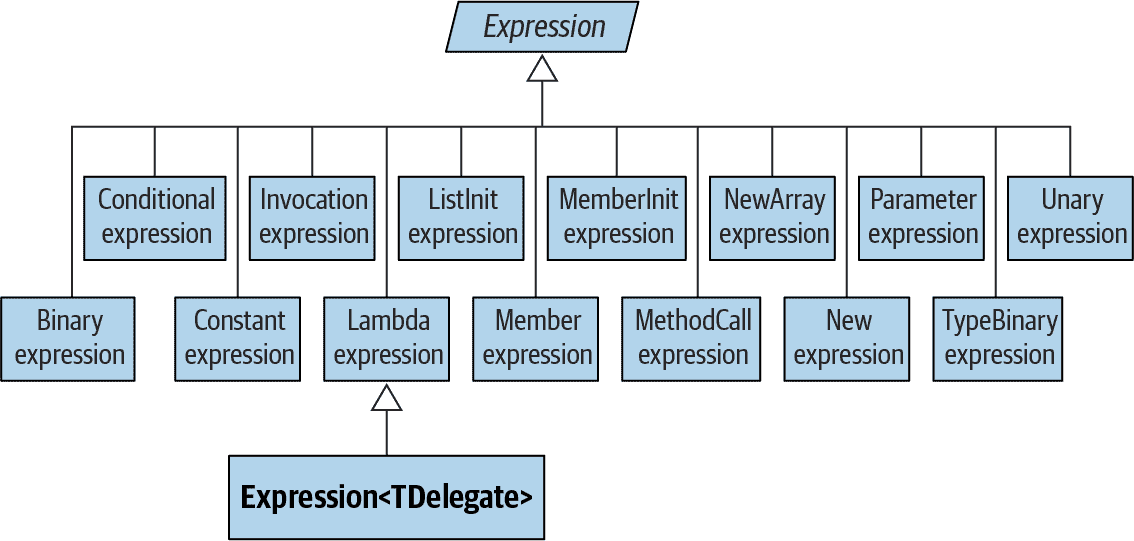 Expression
Conditional
expression
Invocation
expression
ListInit
expression
MemberInit
expression
NewArray
expression
Parameter
expression
Unary
expression
Binary
expression
Constant
expression
Lambda
expression
Member
expression
MethodCall
expression
New
expression
TypeBinary
expression
Expression<TDelegate>